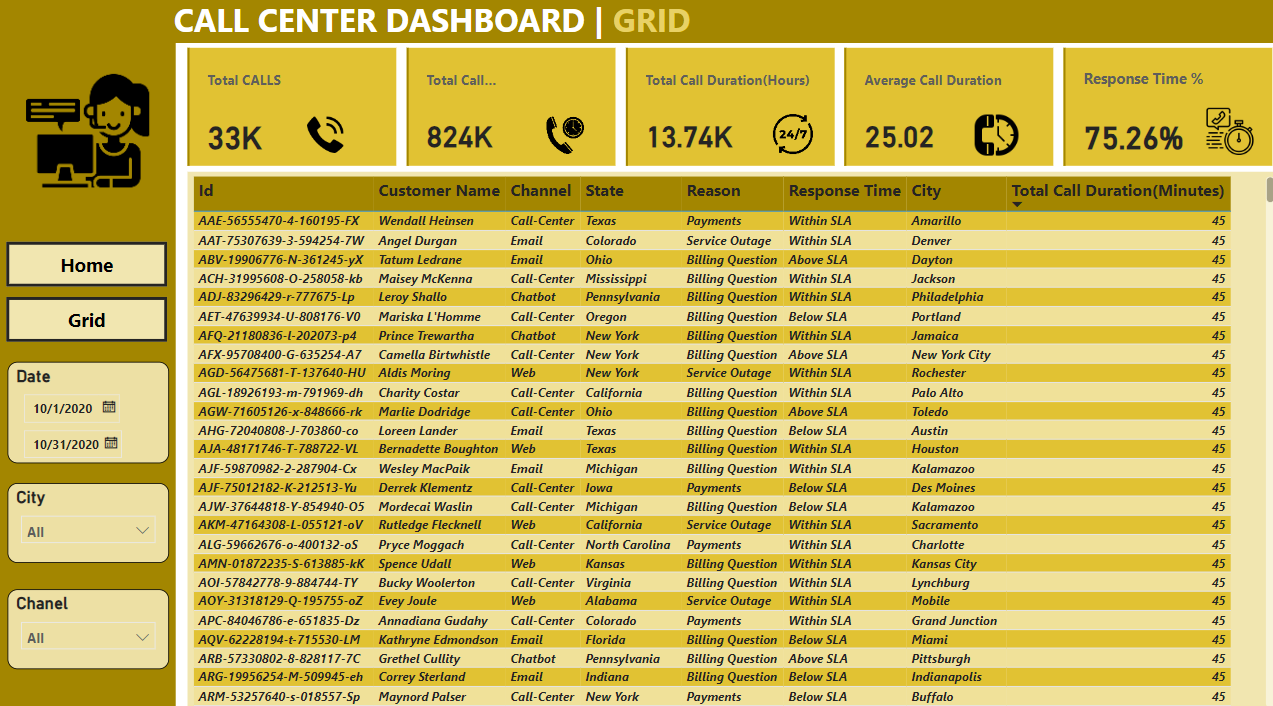 CALL CENTER DASHBOARD | GRID
Total CALLS
33K
Total Call...
824K
Total Call Duration(Hours)
13.74K
24/7
Average Call Duration
25.02
Response Time %
75.26%
Home
Grid
Date
10/1/2020
10/31/2020
City
All
Chanel
All
Id Customer Name Channel State Reason Response Time City Total Call Duration(Minutes)
AAE-56555470-4-160195-FX Wendall Heinsen Call-Center Texas Payments Within SLA Amarillo 45
AAT-75307639-3-594254-7W Angel Durgan Email Colorado Service Outage Within SLA Denver 45
ABV-19906776-N-361245-yX Tatum Ledrane Email Ohio Billing Question Above SLA Dayton 45
ACH-31995608-O-258058-kb Maisey McKenna Call-Center Mississippi Billing Question Within SLA Jackson 45
ADJ-83296429-r-777675-Lp Leroy Shallo Chatbot Pennsylvania Billing Question Within SLA Philadelphia 45
AET-47639934-U-808176-V0 Mariska L'Homme Call-Center Oregon Billing Question Below SLA Portland 45
AFQ-21180836-l-202073-p4 Prince Trewartha Chatbot New York Billing Question Within SLA Jamaica 45
AFX-95708400-G-635254-A7 Camella Birtwhistle Call-Center New York Billing Question Above SLA New York City 45
AGD-56475681-T-137640-HU Aldis Moring Web New York Service Outage Within SLA Rochester 45
AGL-18926193-m-791969-dh Charity Costar Call-Center California Billing Question Within SLA Palo Alto 45
AGW-71605126-x-848666-rk Marlie Dodridge Call-Center Ohio Billing Question Above SLA Toledo 45
AHG-72040808-J-703860-co Loreen Lander Email Texas Billing Question Below SLA Austin 45
AJA-48171746-T-788722-VL Bernadette Boughton Web Texas Billing Question Within SLA Houston 45
AJF-59870982-2-287904-Cx Wesley MacPaik Email Michigan Billing Question Within SLA Kalamazoo 45
AJF-75012182-K-212513-Yu Derrek Klementz Call-Center Iowa Payments Below SLA Des Moines 45
AJW-37644818-Y-854940-O5 Mordecai Waslin Call-Center Michigan Billing Question Below SLA Kalamazoo 45
AKM-47164308-L-055121-oV Rutledge Flecknell Web California Service Outage Within SLA Sacramento 45
ALG-59662676-o-400132-oS Pryce Moggach Call-Center North Carolina Payments Within SLA Charlotte 45
AMN-01872235-S-613885-kK Spence Udall Web Kansas Billing Question Within SLA Kansas City 45
AOI-57842778-9-884744-TY Bucky Woolerton Call-Center Virginia Billing Question Within SLA Lynchburg 45
AOY-31318129-Q-195755-oZ Evey Joule Web Alabama Service Outage Within SLA Mobile 45
APC-84046786-e-651835-Dz Annadiana Gudahy Call-Center Colorado Payments Within SLA Grand Junction 45
AQV-62228194-t-715530-LM Kathryne Edmondson Email Florida Billing Question Below SLA Miami 45
ARB-57330802-8-828117-7C Grethel Cullity Chatbot Pennsylvania Billing Question Above SLA Pittsburgh 45
ARG-19956254-M-509945-eh Correy Sterland Email Indiana Billing Question Below SLA Indianapolis 45
ARM-53257640-s-018557-Sp Maynord Palser Call-Center New York Payments Below SLA Buffalo 45